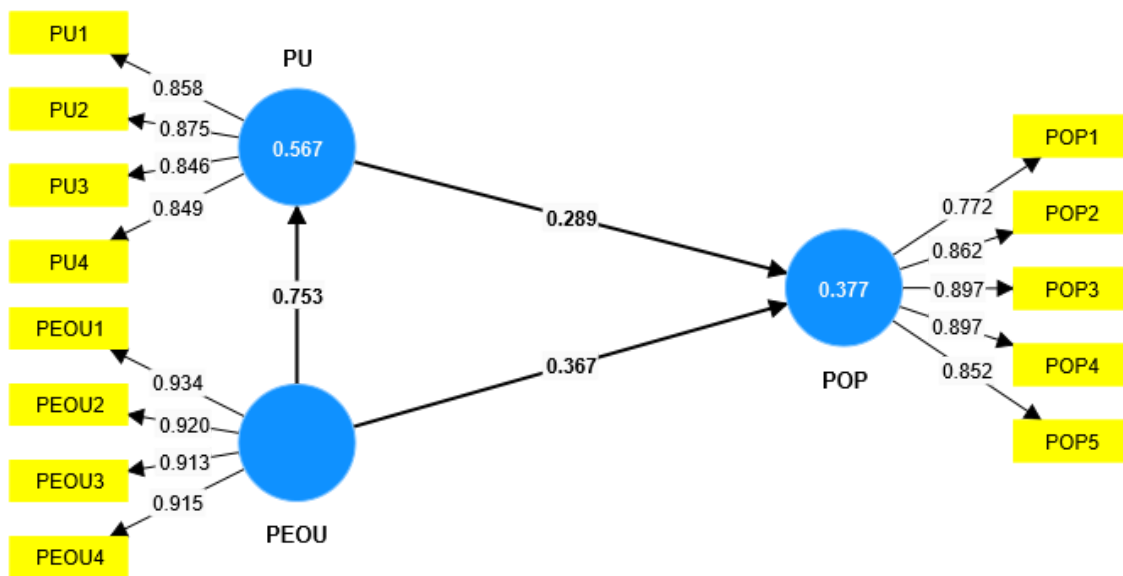 PU1
PU2
PU3
PU4
PEOU1
PEOU2
PEOU3
PEOU4
0.858
0.875
0.846
0.849
0.934
0.920
0.913
0.915
PU
0.567
0.753
PEOU
0.289
0.367
0.377
POP
0.772
0.862
0.897
0.897
0.852
POP1
POP2
POP3
POP4
POP5